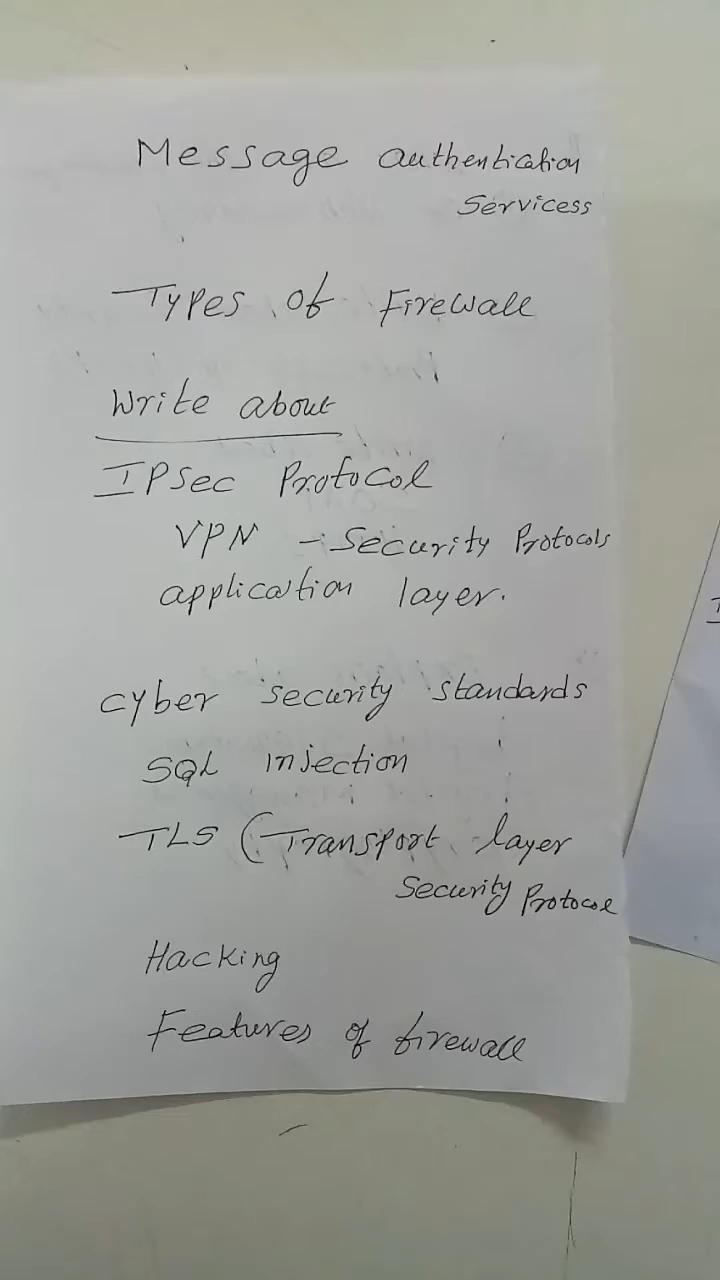 Message authentication
Servicess
Types of Firewall
Write about
IPSec Protocol
VPN - Security Protocols
application layer.
cyber security standards
SQL injection
TLS (Transport layer
Security Protocol
Hacking
Features of firewall